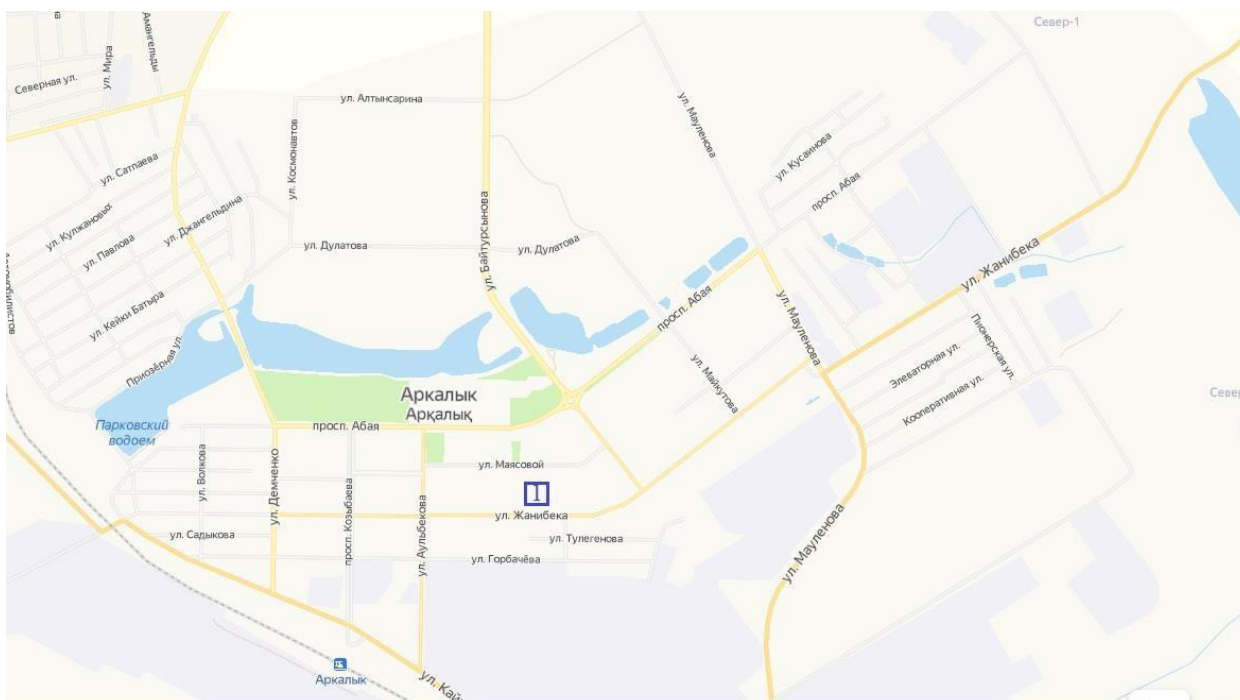 Север-1
ул. Мира
Амангельды
Северная ул.
ул. Алтынсарина
ул. Мауленова
ул. Космонавтов
ул. Сатпаева
ул. Кусаинова
просп. Абая
ул. Джангельдина
ул. Кулжановых
ул. Байтурсынова
ул. Павлова
ул. Дулатова
ул. Дулатова
ул. Жанибека
ул. Кейки Батыра
просп. Абая
ул. Мауленова
Пионерская ул.
Приозёрная ул.
Элеваторная ул.
ул. Майкутова
Аркалык
Арқалық
Кооперативная ул.
Север
Парковский
водоем
просп. Абая
ул. Волкова
ул. Демченко
ул. Маясовой
1
просп. Козыбаева
ул. Аульбекова
ул. Жанибека
ул. Садыкова
ул. Тулегенова
ул. Горбачёва
ул. Мауленова
Аркалык
ул. Кай